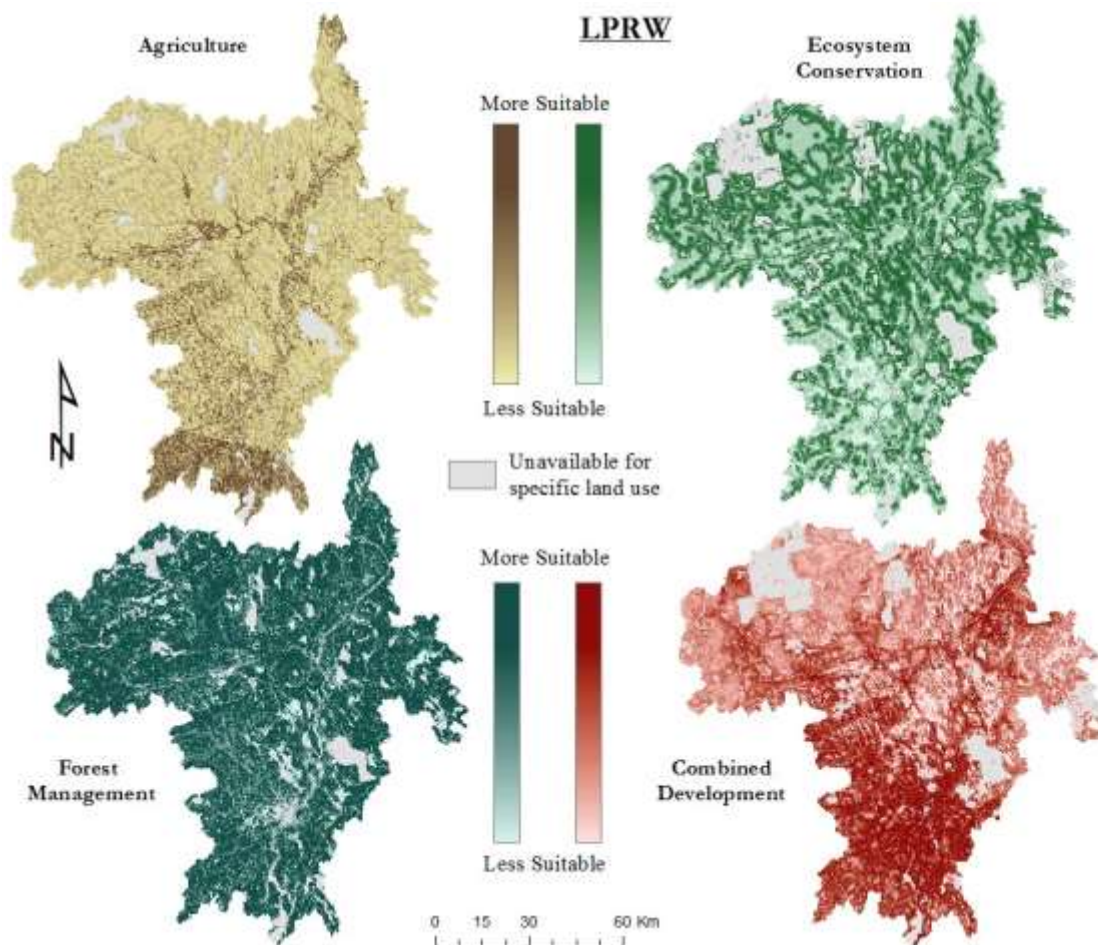 LPRW
Agriculture
Ecosystem
Conservation
More Suitable
Less Suitable
N
Unavailable for
specific land use
More Suitable
Forest
Management
Combined
Development
Less Suitable
0 15 30 60 Km